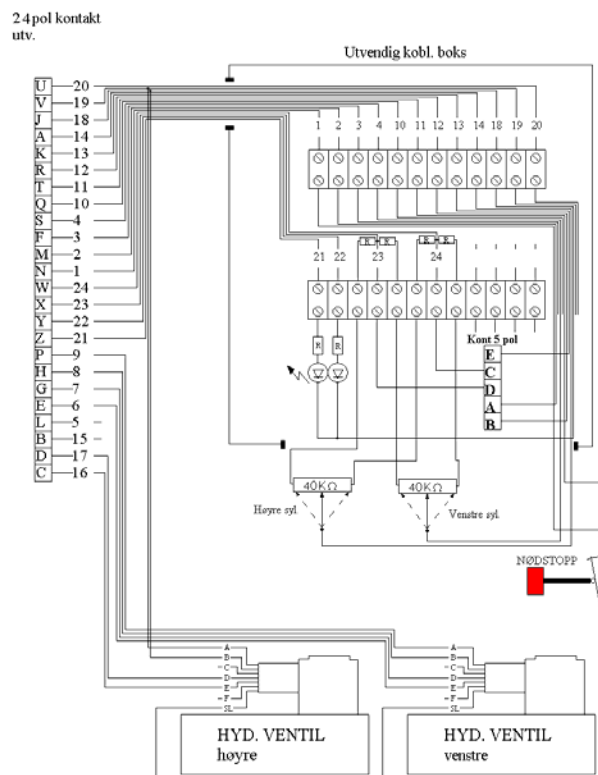 24pol kontakt
utv.
Utvendig kobl. boks
U 20
V 19
J 18
A 14
K 13
R 12
T 11
Q 10
S 4
F 3
M 2
N 1
W 24
X 23
Y 22
Z 21
P 9
H 8
G 7
E 6
L 5
B 15
D 17
C 16
1 2 3 4 10 11 12 13 14 18 19 20
R R R R
21 22 23 24
Kont 5 pol
R R
E
C
D
A
B
40KΩ 40KΩ
Høyre syl. Venstre syl.
NØDSTOPP
A
B
C
D
E
F
SL
A
B
C
D
E
F
SL
HYD. VENTIL
høyre
HYD. VENTIL
venstre